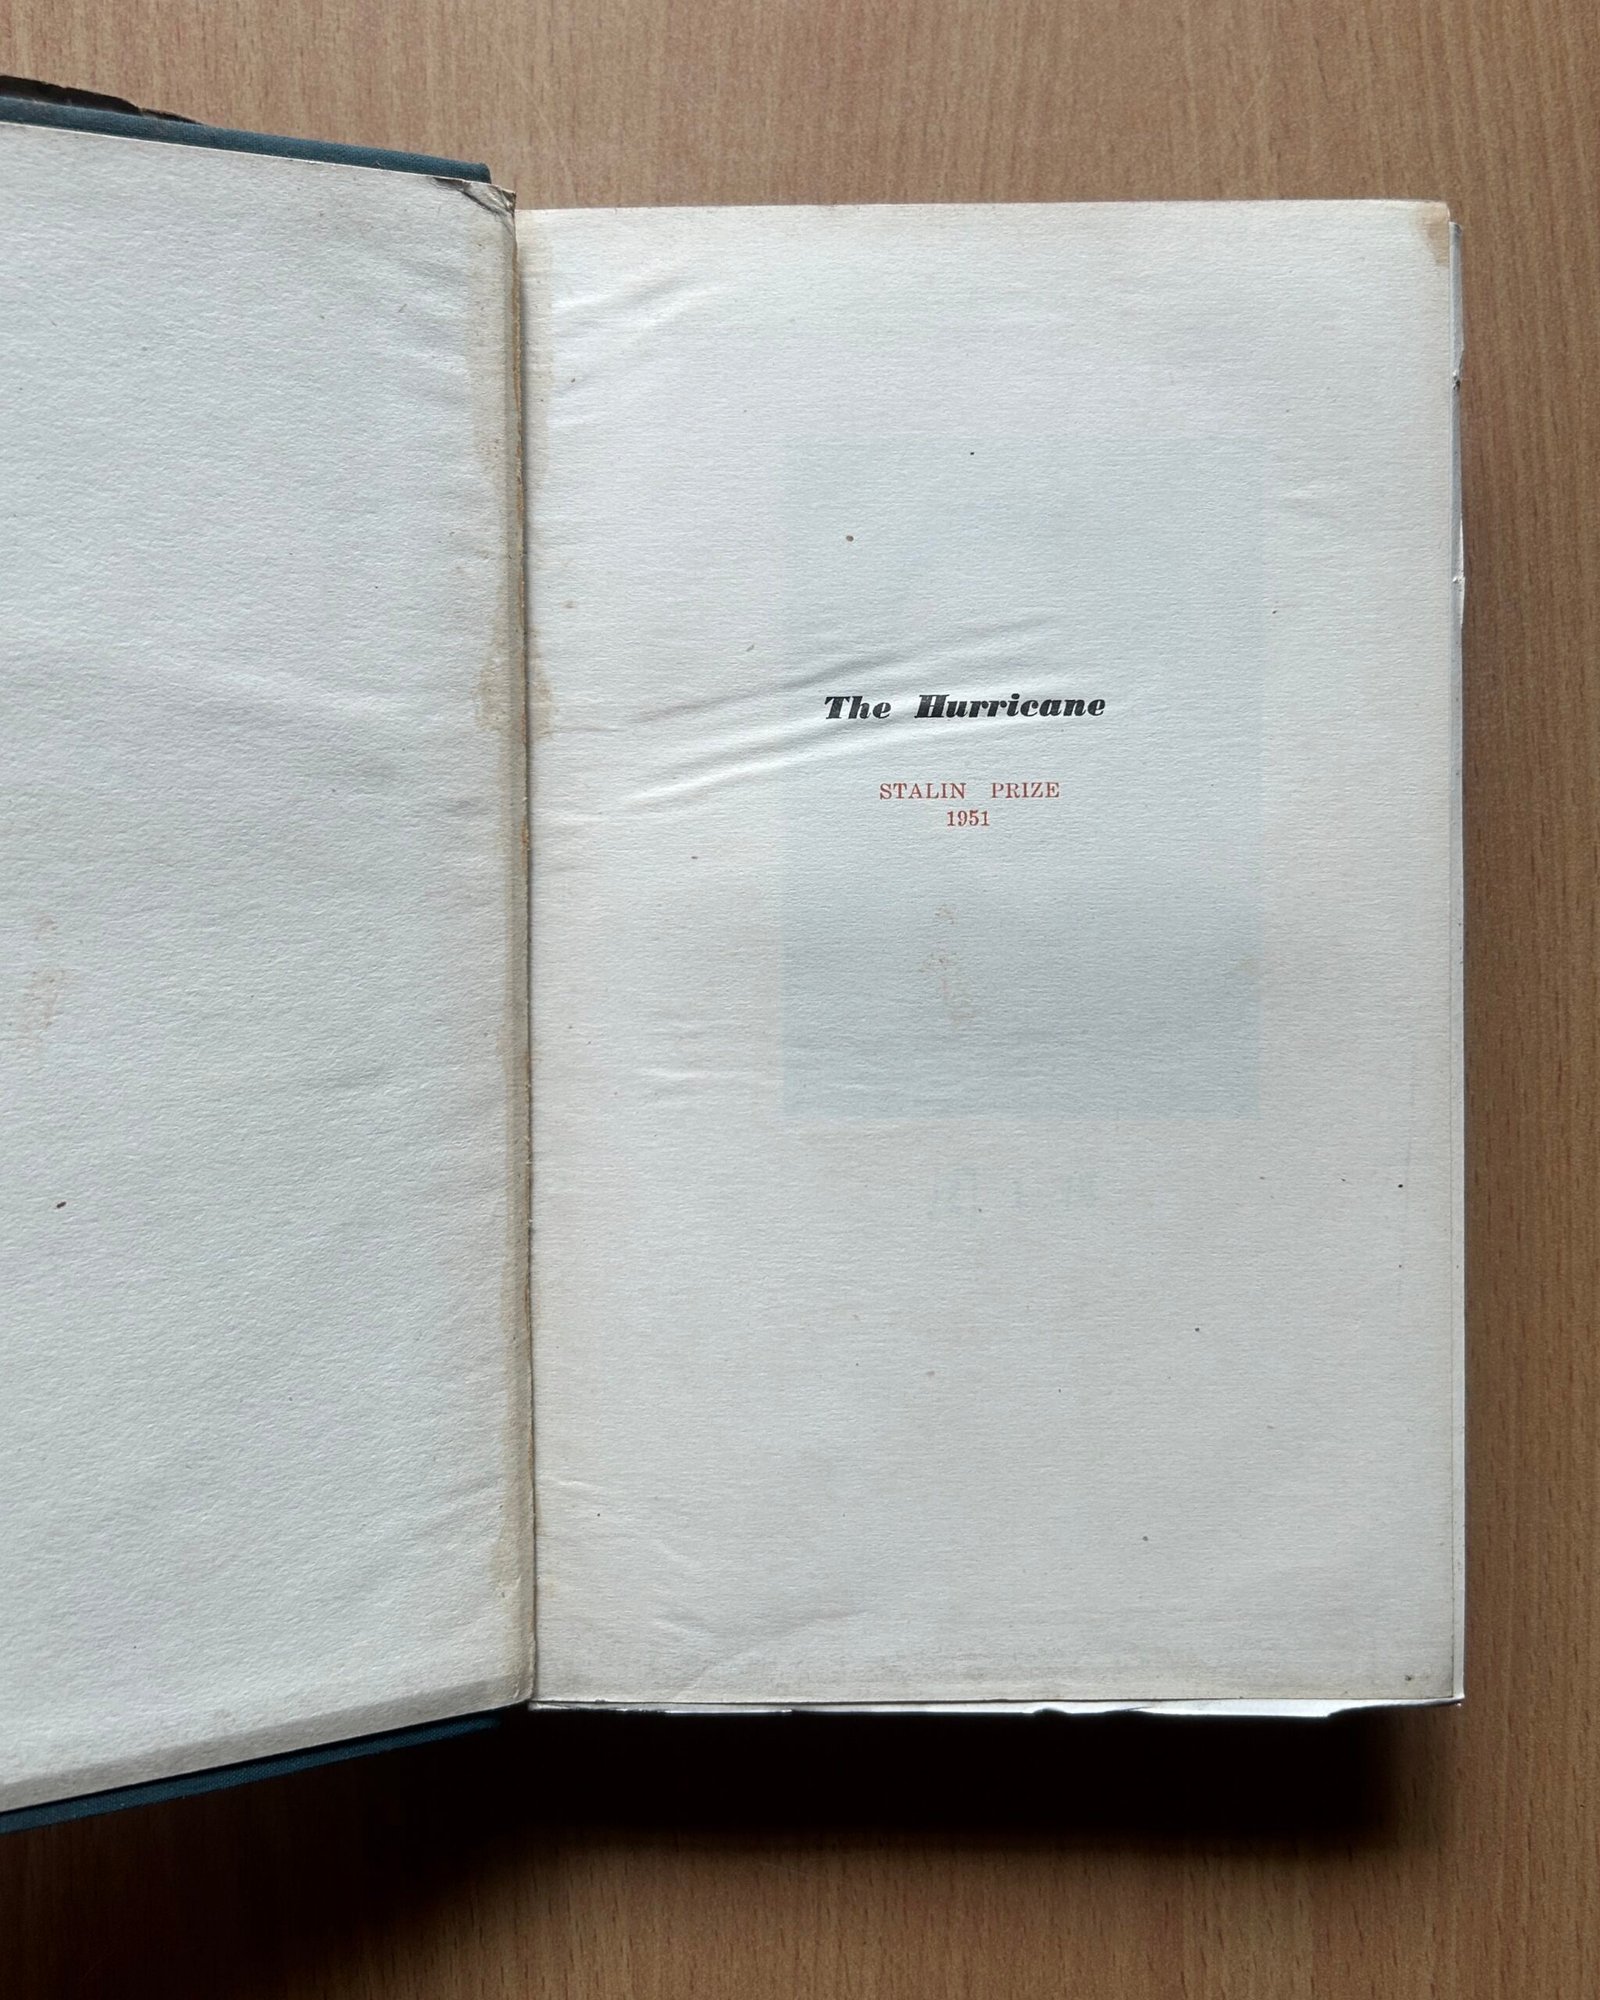 The Hurricane
STALIN PRIZE
1951